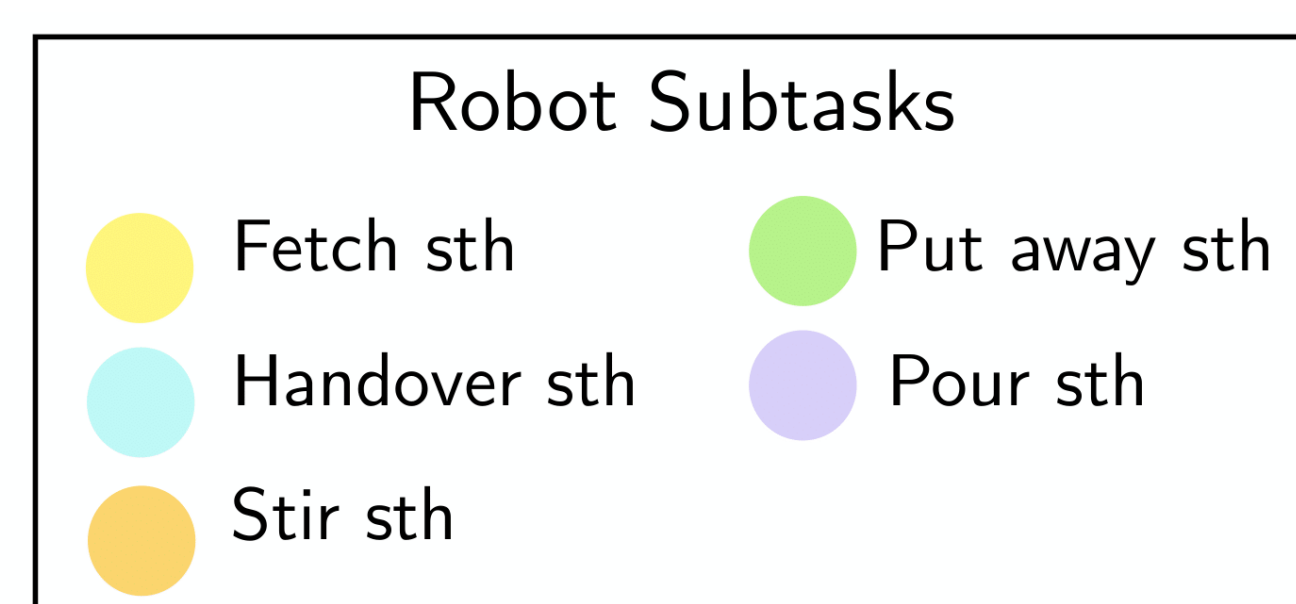 Robot Subtasks
Fetch sth
Put away sth
Handover sth
Pour sth
Stir sth